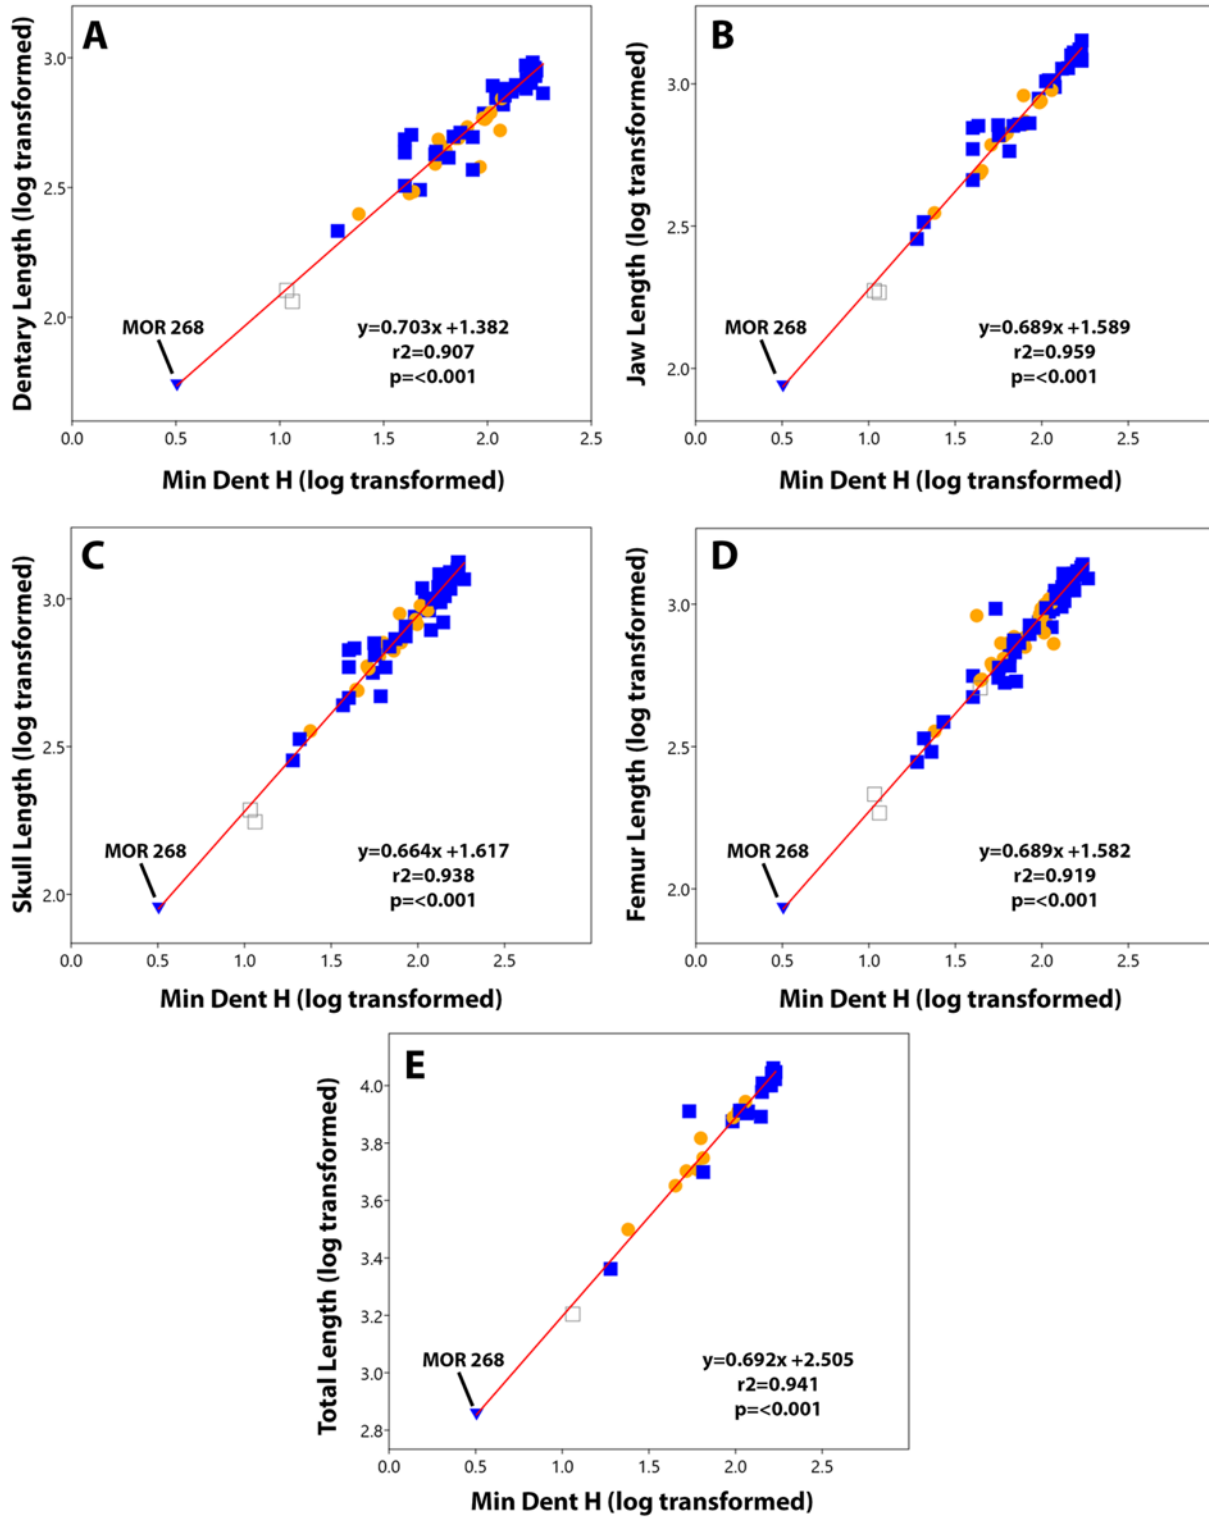 A
Dentary Length (log transformed)
3.0
2.5
2.0
MOR 268
y=0.703x +1.382
r2=0.907
p=<0.001
0.0 0.5 1.0 1.5 2.0 2.5
Min Dent H (log transformed)
B
Jaw Length (log transformed)
3.0
2.5
2.0
MOR 268
y=0.689x +1.589
r2=0.959
p=<0.001
0.0 0.5 1.0 1.5 2.0 2.5
Min Dent H (log transformed)
C
Skull Length (log transformed)
3.0
2.5
2.0
MOR 268
y=0.664x +1.617
r2=0.938
p=<0.001
0.0 0.5 1.0 1.5 2.0 2.5
Min Dent H (log transformed)
D
Femur Length (log transformed)
3.0
2.5
2.0
MOR 268
y=0.689x +1.582
r2=0.919
p=<0.001
0.0 0.5 1.0 1.5 2.0 2.5
Min Dent H (log transformed)
E
Total Length (log transformed)
4.0
3.8
3.6
3.4
3.2
3.0
2.8
MOR 268
y=0.692x +2.505
r2=0.941
p=<0.001
0.0 0.5 1.0 1.5 2.0 2.5
Min Dent H (log transformed)